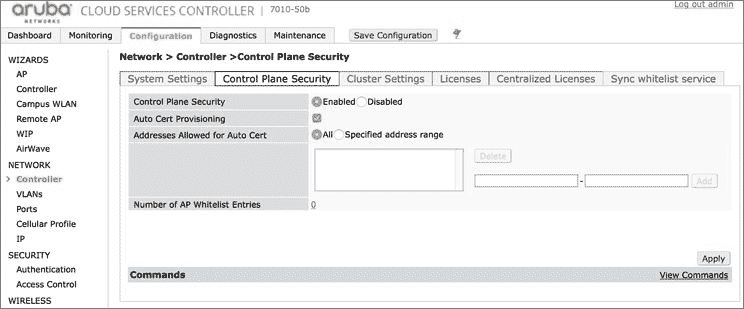 aruba CLOUD SERVICES CONTROLLER | 7010-50b Log out admin
NETWORKS
Dashboard Monitoring Configuration Diagnostics Maintenance Save Configuration
WIZARDS
AP
Controller
Campus WLAN
Remote AP
WIP
AirWave
NETWORK
> Controller
VLANs
Ports
Cellular Profile
IP
SECURITY
Authentication
Access Control
WIRELESS
Network > Controller >Control Plane Security
System Settings Control Plane Security Cluster Settings Licenses Centralized Licenses Sync whitelist service
Control Plane Security Enabled Disabled
Auto Cert Provisioning
Addresses Allowed for Auto Cert All Specified address range
Delete
- Add
Number of AP Whitelist Entries 0
Apply
Commands View Commands